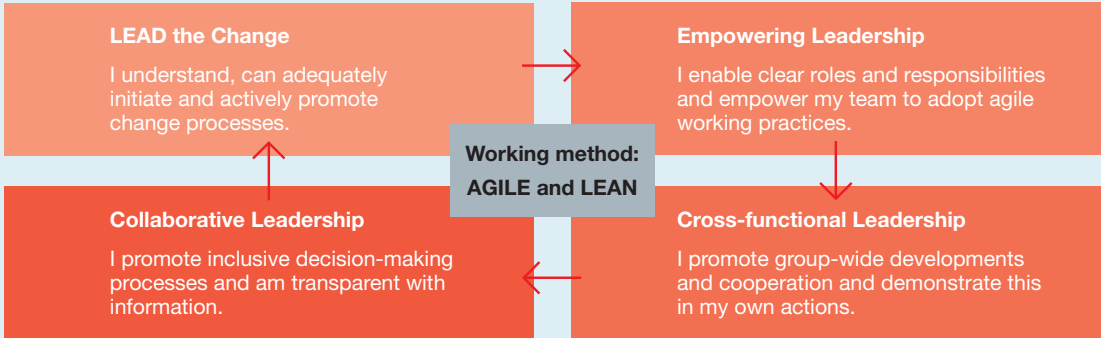 LEAD the Change
I understand, can adequately
initiate and actively promote
change processes.
Empowering Leadership
I enable clear roles and responsibilities
and empower my team to adopt agile
working practices.
Working method:
AGILE and LEAN
Collaborative Leadership
I promote inclusive decision-making
processes and am transparent with
information.
Cross-functional Leadership
I promote group-wide developments
and cooperation and demonstrate this
in my own actions.